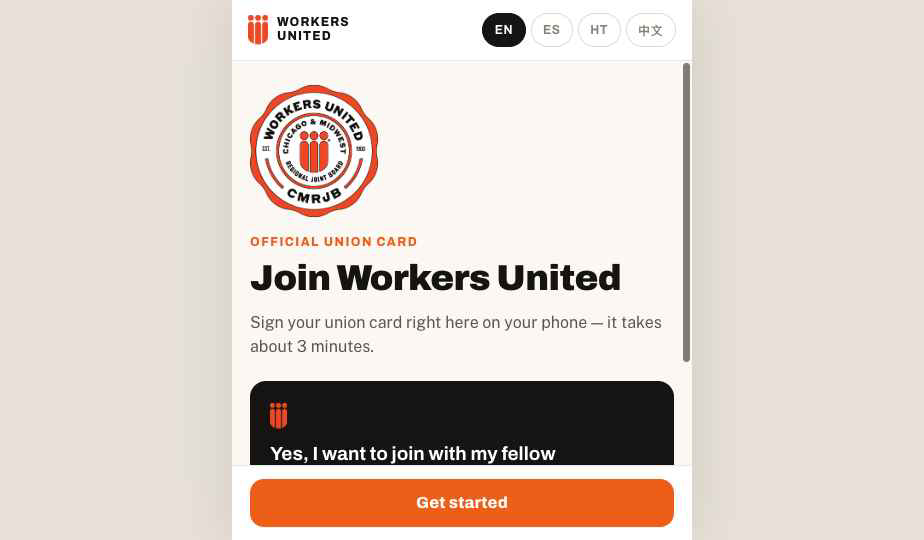 WORKERS
UNITED
EN
ES
HT
中文
WORKERS UNITED
CHICAGO & MIDWEST
EST.
1900
REGIONAL JOINT BOARD
CMRJB
OFFICIAL UNION CARD
Join Workers United
Sign your union card right here on your phone — it takes
about 3 minutes.
Yes, I want to join with my fellow
Get started